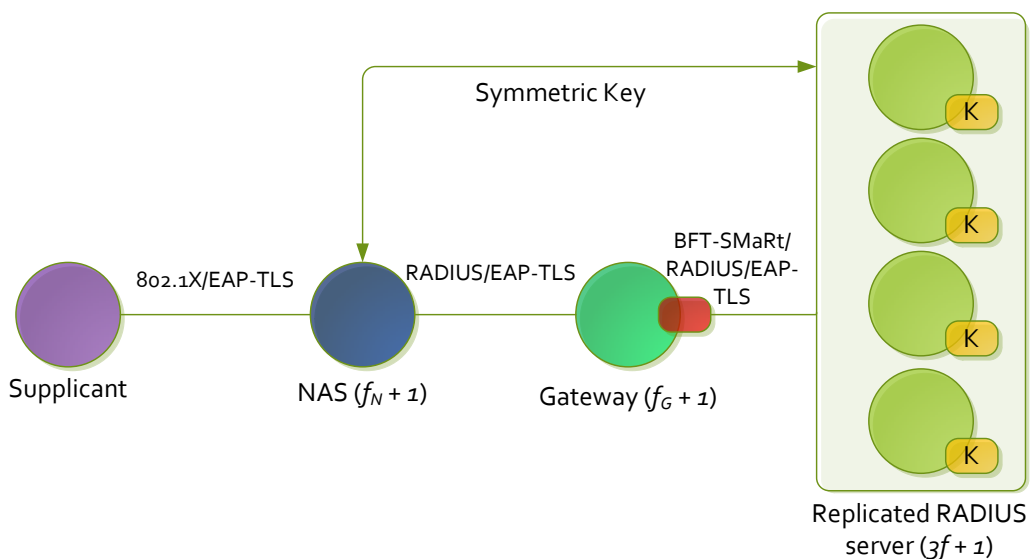 Symmetric Key
K
K
K
K
802.1X/EAP-TLS
RADIUS/EAP-TLS
BFT-SMaRt/
RADIUS/EAP-
TLS
Supplicant
NAS (fN + 1)
Gateway (fG + 1)
Replicated RADIUS
server (3f + 1)